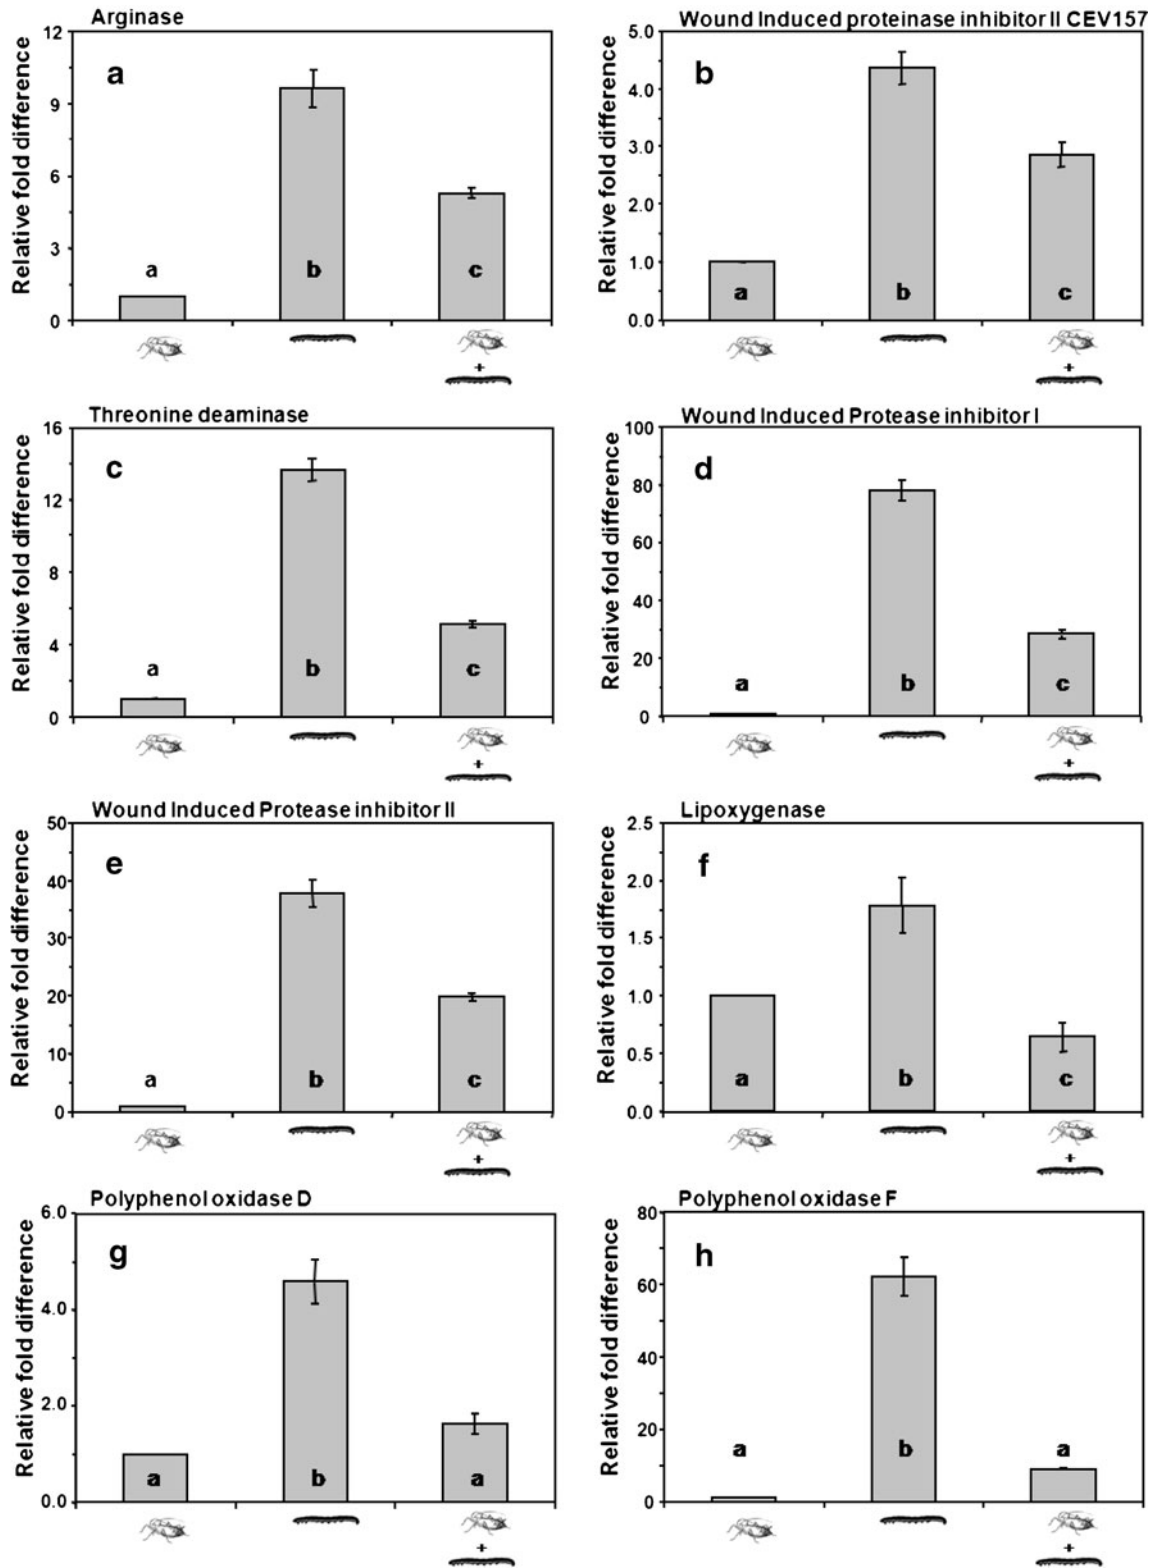 Arginase
Relative fold difference
12
9
6
3
0
a
a
b
c
+
Wound Induced proteinase inhibitor II CEV157
Relative fold difference
5.0
4.0
3.0
2.0
1.0
0.0
b
a
b
c
+
Threonine deaminase
Relative fold difference
16
12
8
4
0
c
a
b
c
+
Wound Induced Protease inhibitor I
Relative fold difference
100
80
60
40
20
0
d
a
b
c
+
Wound Induced Protease inhibitor II
Relative fold difference
50
40
30
20
10
0
e
a
b
c
+
Lipoxygenase
Relative fold difference
2.5
2.0
1.5
1.0
0.5
0.0
f
a
b
c
+
Polyphenol oxidase D
Relative fold difference
6.0
4.0
2.0
0.0
g
a
b
a
+
Polyphenol oxidase F
Relative fold difference
80
60
40
20
0
h
a
b
a
+